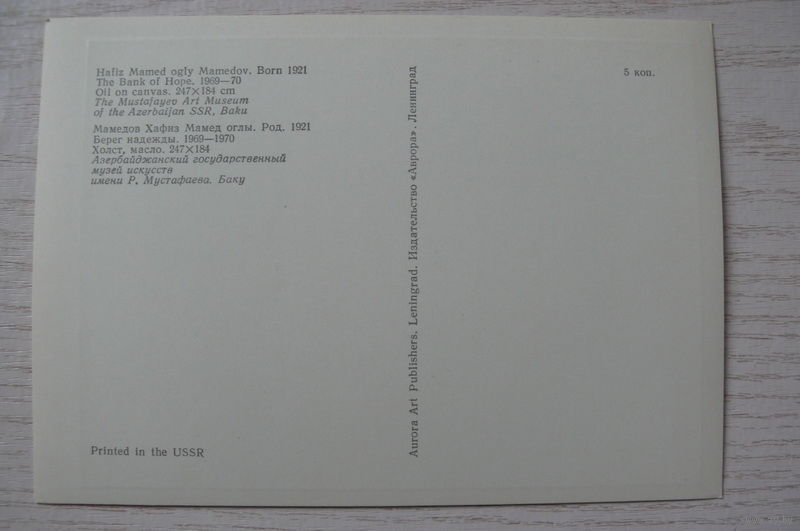 Hafiz Mamed ogly Mamedov. Born 1921
The Bank of Hope. 1969—70
Oil on canvas. 247×184 cm
The Mustafayev Art Museum
of the Azerbaijan SSR, Baku
Мамедов Хафиз Мамед оглы. Род. 1921
Берег надежды. 1969—1970
Холст, масло. 247×184
Азербайджанский государственный
музей искусств
имени Р. Мустафаева. Баку
Printed in the USSR
Aurora Art Publishers. Leningrad. Издательство «Аврора». Ленинград
5 коп.